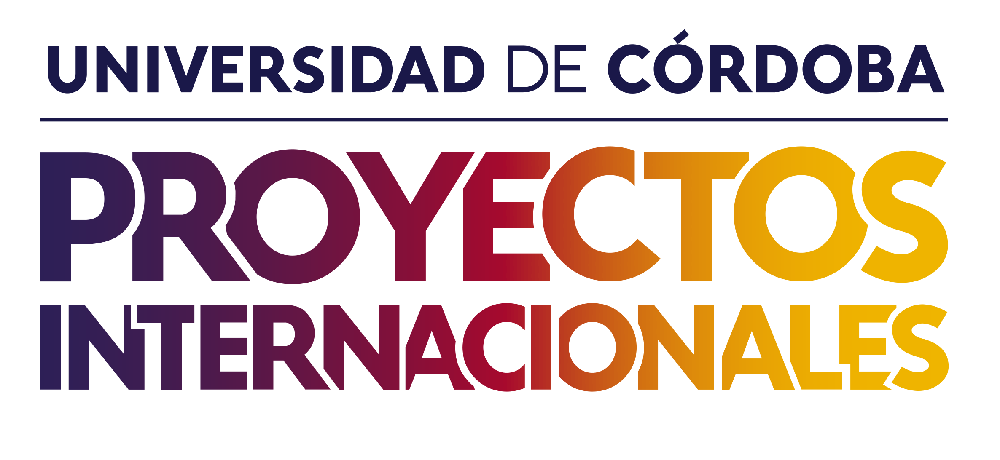 UNIVERSIDAD DE CÓRDOBA
PROYECTOS
INTERNACIONALES